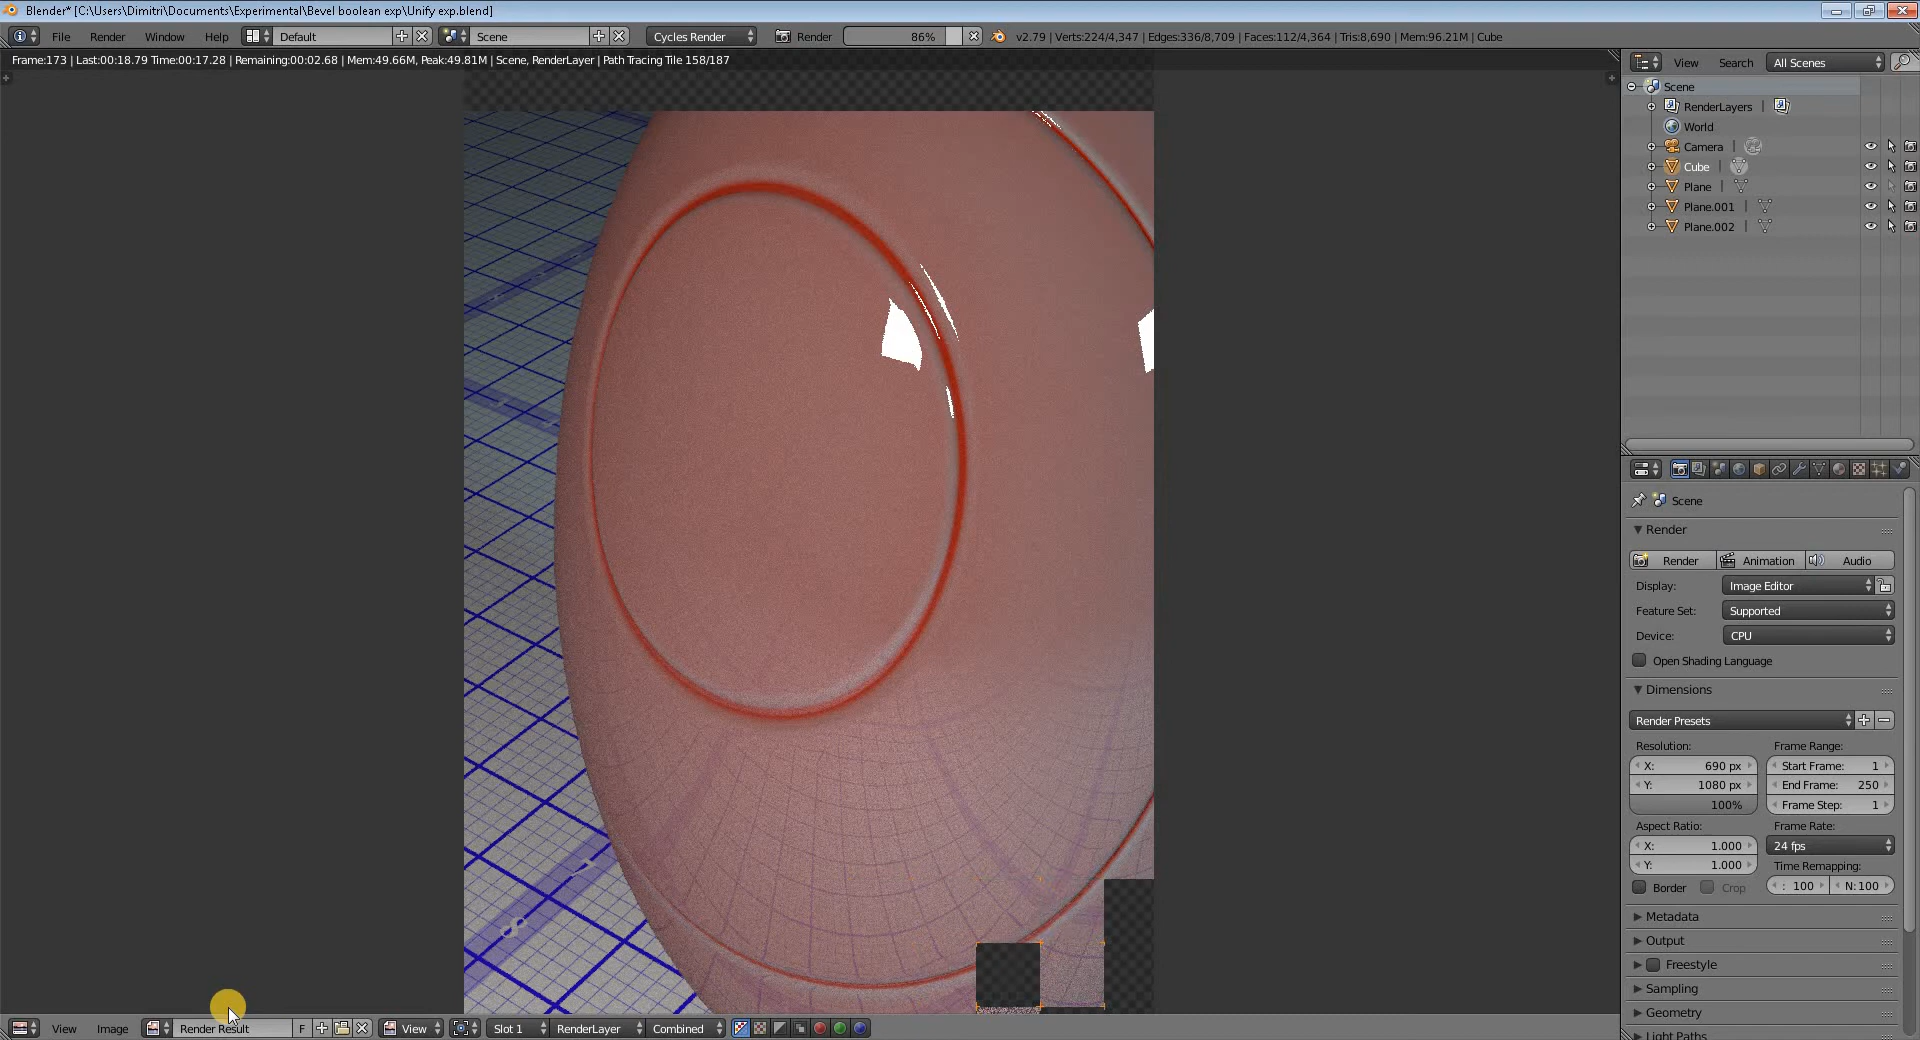 Blender* [C:\Users\Dimitri\Documents\Experimental\Bevel boolean exp\Unify exp.blend]
File Render Window Help Default Scene Cycles Render Render 86% v2.79 | Verts:224/4,347 | Edges:336/8,709 | Faces:112/4,364 | Tris:8,690 | Mem:96.21M | Cube
Frame:173 | Last:00:18.79 Time:00:17.28 | Remaining:00:02.68 | Mem:49.66M, Peak:49.81M | Scene, RenderLayer | Path Tracing Tile 158/187
View Search All Scenes
Scene
RenderLayers |
World
Camera |
Cube |
Plane |
Plane.001 |
Plane.002 |
Scene
Render
Render Animation Audio
Display: Image Editor
Feature Set: Supported
Device: CPU
Open Shading Language
Dimensions
Render Presets
Resolution: Frame Range:
X: 690 px Start Frame: 1
Y: 1080 px End Frame: 250
100% Frame Step: 1
Aspect Ratio: Frame Rate:
X: 1.000 24 fps
Y: 1.000 Time Remapping:
Border Crop : 100 N:100
Metadata
Output
Freestyle
Sampling
Geometry
Light Paths
8
View Image Render Result F View Slot 1 RenderLayer Combined